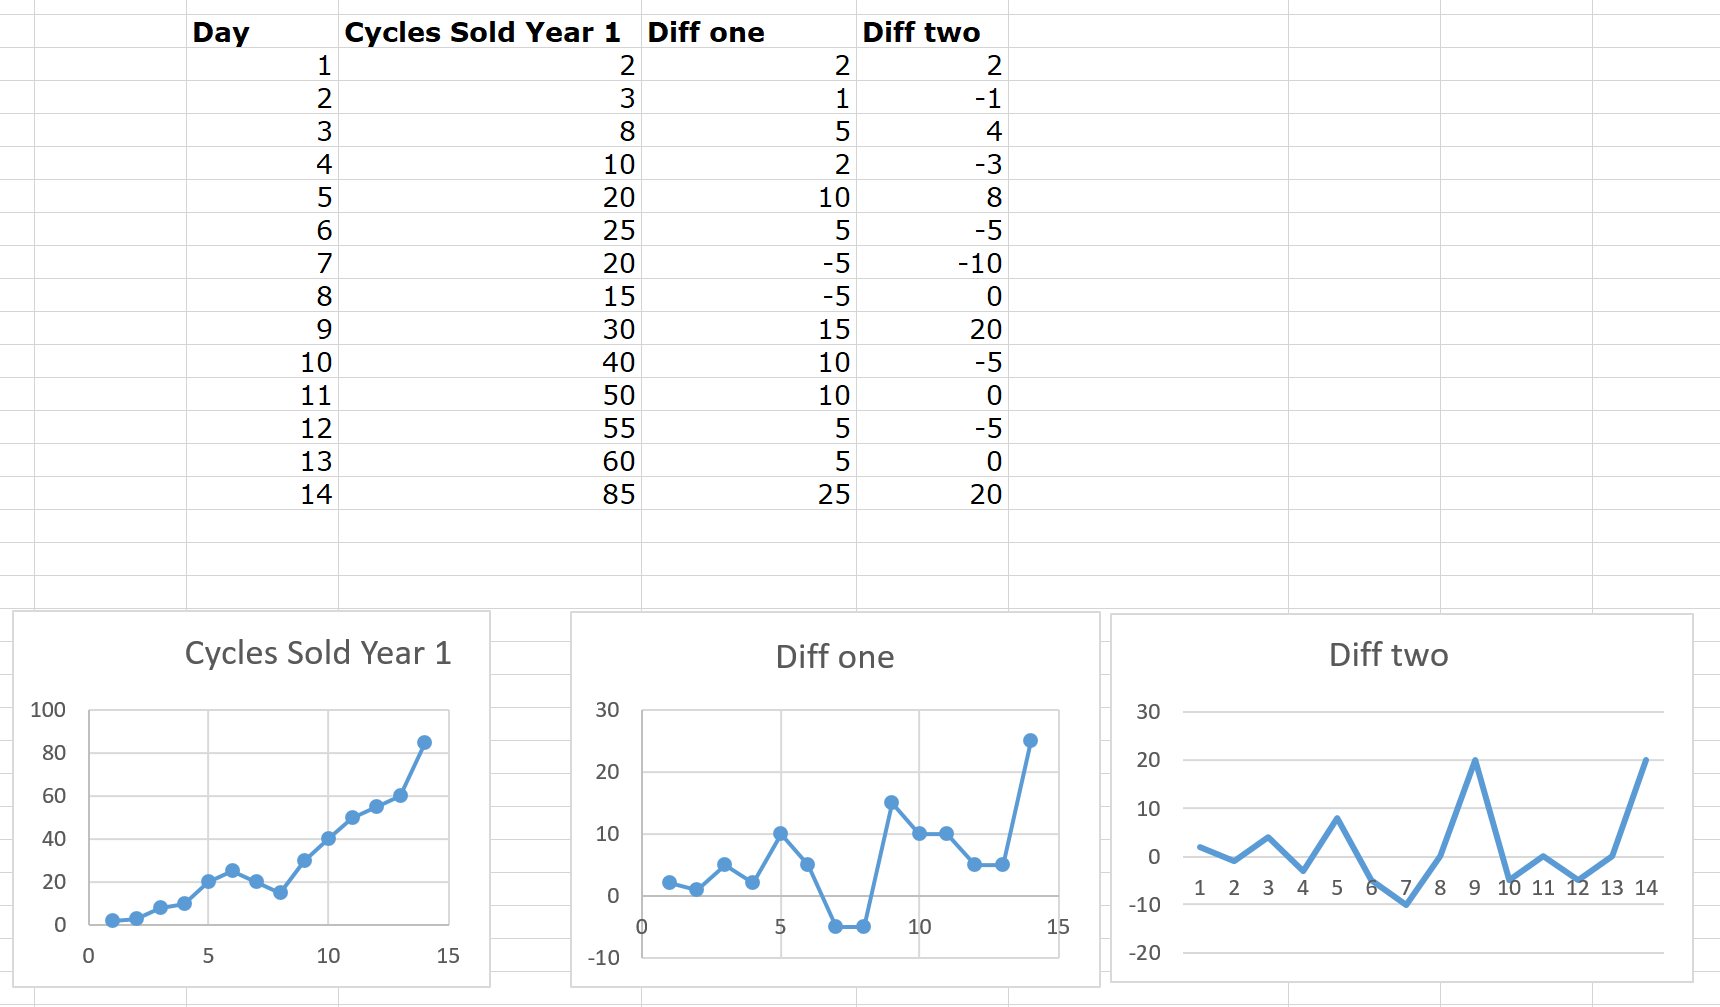 Day Cycles Sold Year 1 Diff one Diff two
1 2 2 2
2 3 1 -1
3 8 5 4
4 10 2 -3
5 20 10 8
6 25 5 -5
7 20 -5 -10
8 15 -5 0
9 30 15 20
10 40 10 -5
11 50 10 0
12 55 5 -5
13 60 5 0
14 85 25 20
Cycles Sold Year 1
100
80
60
40
20
0
0 5 10 15
Diff one
30
20
10
0
0 5 10 15
-10
Diff two
30
20
10
0
1 2 3 4 5 6 7 8 9 10 11 12 13 14
-10
-20